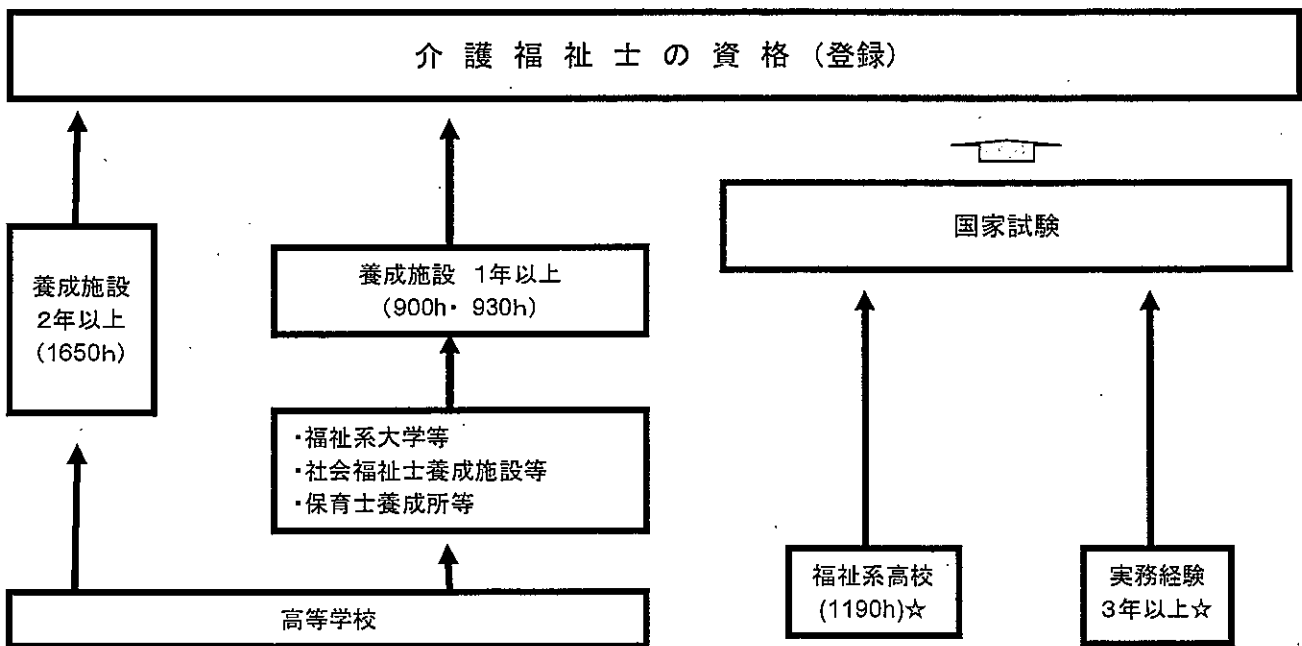 介護福祉士の資格(登録)
国家試験
養成施設
2年以上
(1650h)
養成施設 1年以上
(900h・930h)
・福祉系大学等
・社会福祉士養成施設等
・保育士養成所等
福祉系高校
(1190h)☆
実務経験
3年以上☆
高等学校